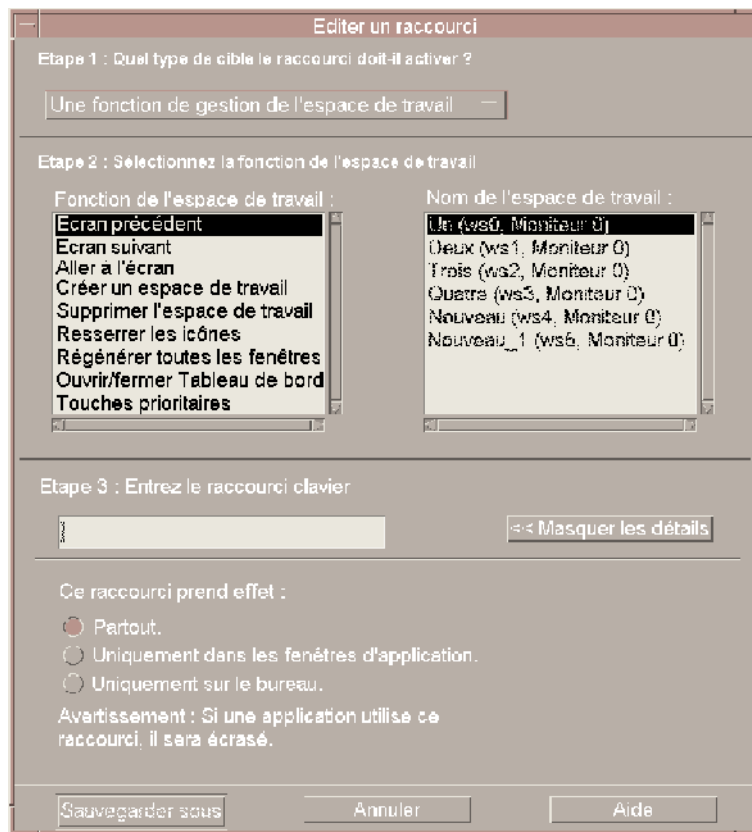 Editer un raccourci
Etape 1 : Quel type de cible le raccourci doit-il activer ?
Une fonction de gestion de l'espace de travail
Etape 2 : Sélectionnez la fonction de l'espace de travail
Fonction de l'espace de travail :
Ecran précédent
Ecran suivant
Aller à l'écran
Créer un espace de travail
Supprimer l'espace de travail
Resserrer les icônes
Régénérer toutes les fenêtres
Ouvrir/fermer Tableau de bord
Touches prioritaires
Nom de l'espace de travail :
Un (ws0, Moniteur 0)
Deux (ws1, Moniteur 0)
Trois (ws2, Moniteur 0)
Quatre (ws3, Moniteur 0)
Nouveau (ws4, Moniteur 0)
Nouveau_1 (ws5, Moniteur 0)
Etape 3 : Entrez le raccourci clavier
<< Masquer les détails
Ce raccourci prend effet :
Partout.
Uniquement dans les fenêtres d'application.
Uniquement sur le bureau.
Avertissement : Si une application utilise ce
raccourci, il sera écrasé.
Sauvegarder sous
Annuler
Aide